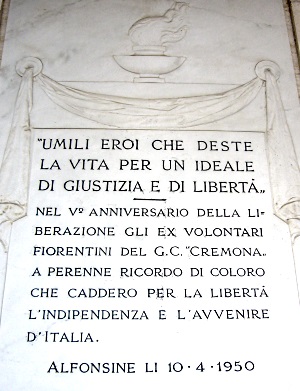 "UMILI EROI CHE DESTE
LA VITA PER UN IDEALE
DI GIUSTIZIA E DI LIBERTÀ„
NEL Vº ANNIVERSARIO DELLA LI-
BERAZIONE GLI EX VOLONTARI
FIORENTINI DEL G.C. "CREMONA„
A PERENNE RICORDO DI COLORO
CHE CADDERO PER LA LIBERTÀ
L'INDIPENDENZA E L'AVVENIRE
D'ITALIA.
ALFONSINE LI 10·4·1950